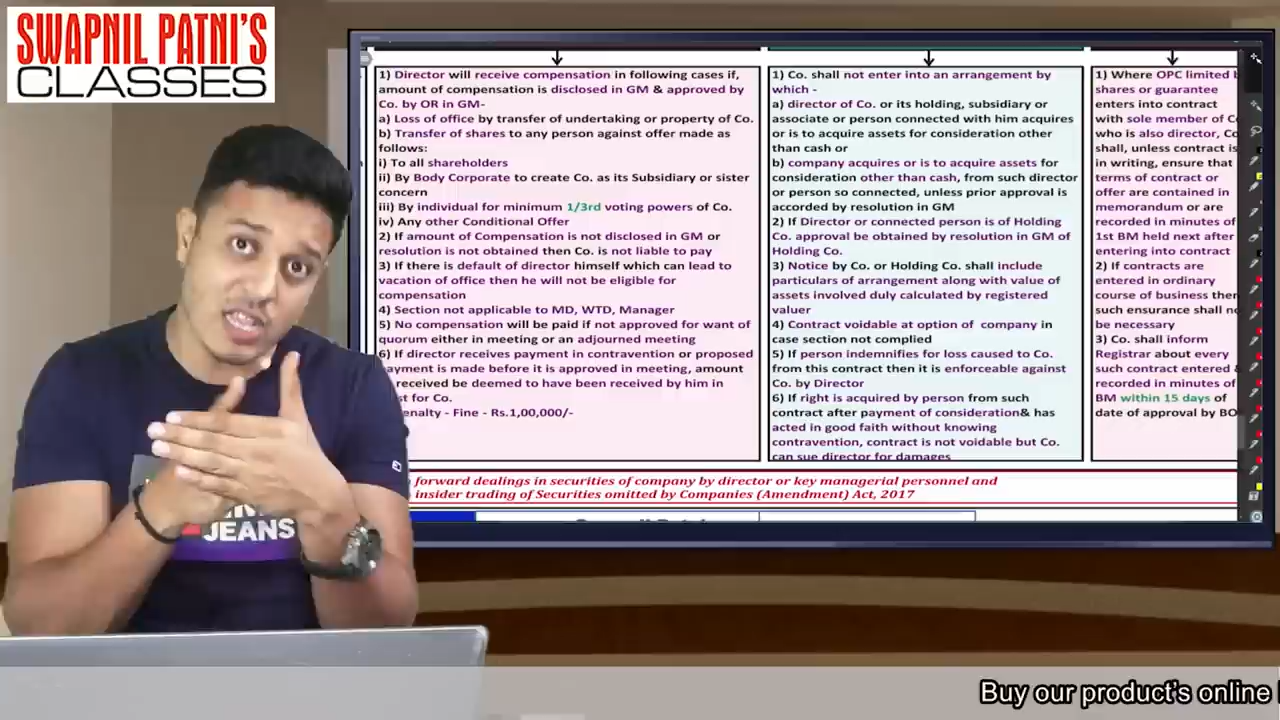 SWAPNIL PATNI'S
CLASSES
1) Director will receive compensation in following cases if,
amount of compensation is disclosed in GM & approved by
Co. by OR in GM-
a) Loss of office by transfer of undertaking or property of Co.
b) Transfer of shares to any person against offer made as
follows:
i) To all shareholders
ii) By Body Corporate to create Co. as its Subsidiary or sister
concern
iii) By individual for minimum 1/3rd voting powers of Co.
iv) Any other Conditional Offer
2) If amount of Compensation is not disclosed in GM or
resolution is not obtained then Co. is not liable to pay
3) If there is default of director himself which can lead to
vacation of office then he will not be eligible for
compensation
4) Section not applicable to MD, WTD, Manager
5) No compensation will be paid if not approved for want of
quorum either in meeting or an adjourned meeting
6) If director receives payment in contravention or proposed
ayment is made before it is approved in meeting, amount
received be deemed to have been received by him in
st for Co.
enalty - Fine - Rs.1,00,000/-
1) Co. shall not enter into an arrangement by
which -
a) director of Co. or its holding, subsidiary or
associate or person connected with him acquires
or is to acquire assets for consideration other
than cash or
b) company acquires or is to acquire assets for
consideration other than cash, from such director
or person so connected, unless prior approval is
accorded by resolution in GM
2) If Director or connected person is of Holding
Co. approval be obtained by resolution in GM of
Holding Co.
3) Notice by Co. or Holding Co. shall include
particulars of arrangement along with value of
assets involved duly calculated by registered
valuer
4) Contract voidable at option of company in
case section not complied
5) If person indemnifies for loss caused to Co.
from this contract then it is enforceable against
Co. by Director
6) If right is acquired by person from such
contract after payment of consideration& has
acted in good faith without knowing
contravention, contract is not voidable but Co.
can sue director for damages
1) Where OPC limited b
shares or guarantee
enters into contract
with sole member of C
who is also director, Co
shall, unless contract is
in writing, ensure that
terms of contract or
offer are contained in
memorandum or are
recorded in minutes of
1st BM held next after
entering into contract
2) If contracts are
entered in ordinary
course of business then
such ensurance shall no
be necessary
3) Co. shall inform
Registrar about every
such contract entered &
recorded in minutes of
BM within 15 days of
date of approval by BO
forward dealings in securities of company by director or key managerial personnel and
insider trading of Securities omitted by Companies (Amendment) Act, 2017
JEANS
Buy our product's online